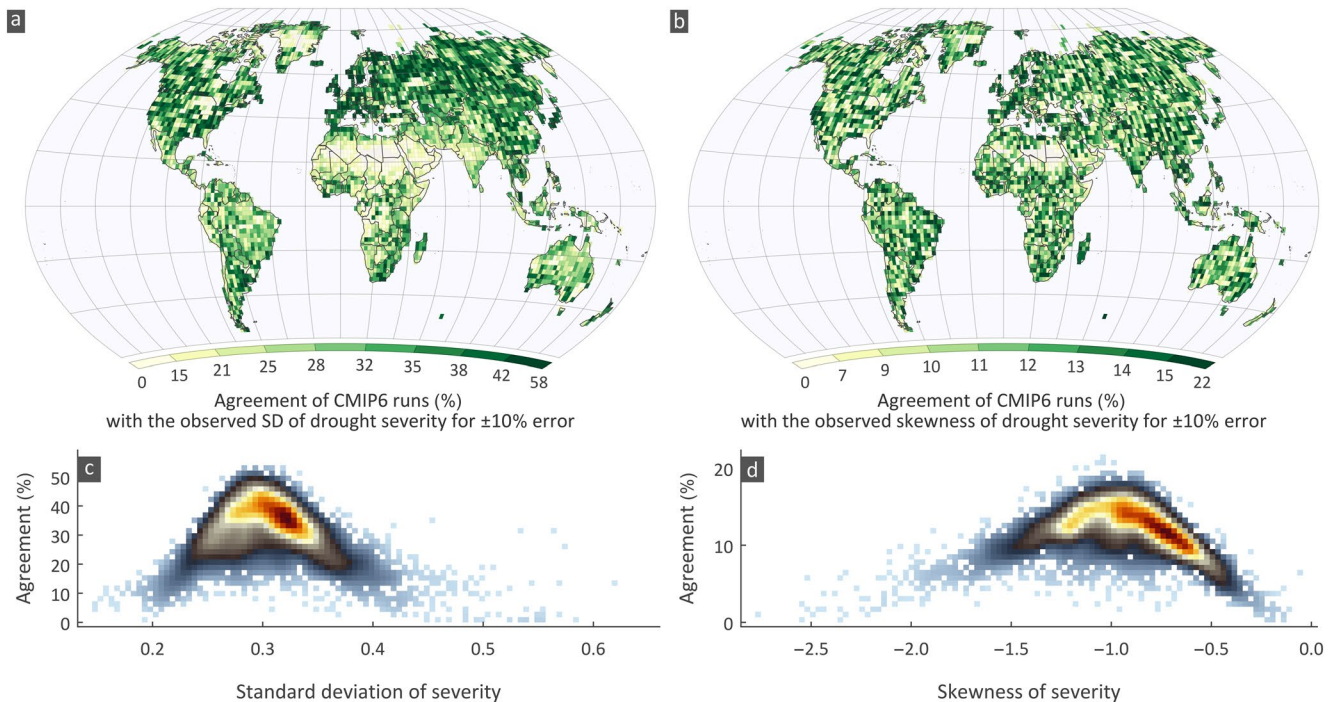 a
b
0 15 21 25 28 32 35 38 42 58
Agreement of CMIP6 runs (%)
with the observed SD of drought severity for ±10% error
0 7 9 10 11 12 13 14 15 22
Agreement of CMIP6 runs (%)
with the observed skewness of drought severity for ±10% error
c
Agreement (%)
50
40
30
20
10
0
0.2 0.3 0.4 0.5 0.6
Standard deviation of severity
d
Agreement (%)
20
10
0
−2.5 −2.0 −1.5 −1.0 −0.5 0.0
Skewness of severity